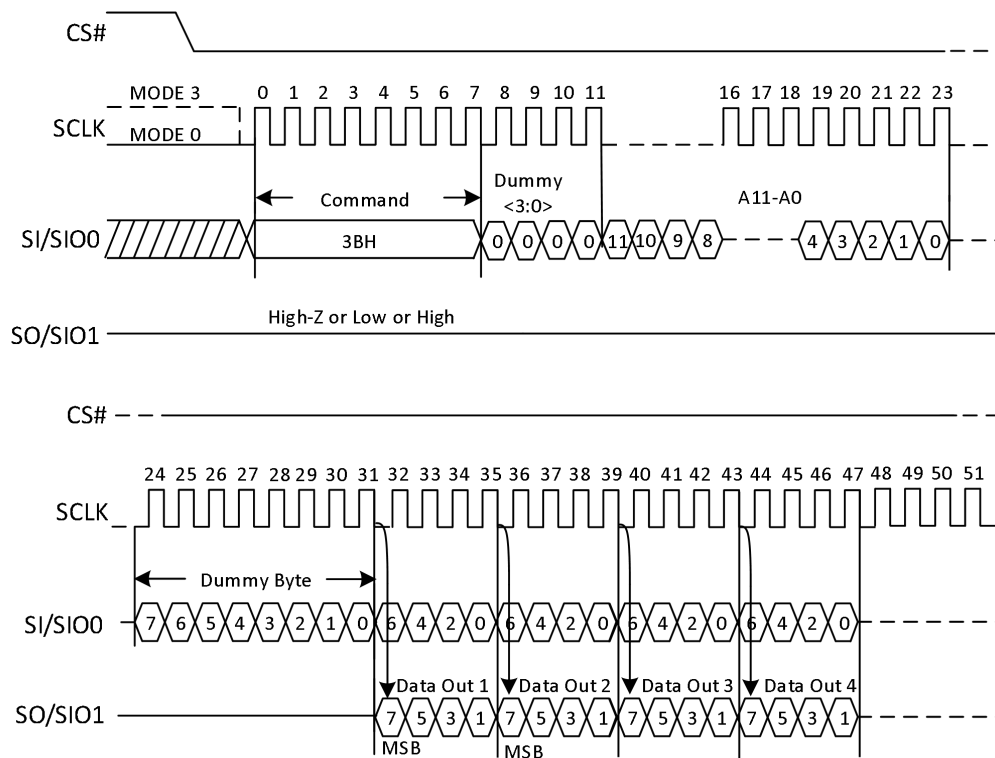 CS#
MODE 3 0 1 2 3 4 5 6 7 8 9 10 11 16 17 18 19 20 21 22 23
SCLK
MODE 0
Dummy
<3:0>
Command
A11-A0
SI/SIO0 3BH 0 0 0 0 11 10 9 8 4 3 2 1 0
High-Z or Low or High
SO/SIO1
CS#
24 25 26 27 28 29 30 31 32 33 34 35 36 37 38 39 40 41 42 43 44 45 46 47 48 49 50 51
SCLK
Dummy Byte
SI/SIO0 7 6 5 4 3 2 1 0 6 4 2 0 6 4 2 0 6 4 2 0 6 4 2 0
Data Out 1 Data Out 2 Data Out 3 Data Out 4
SO/SIO1 7 5 3 1 7 5 3 1 7 5 3 1 7 5 3 1
MSB MSB